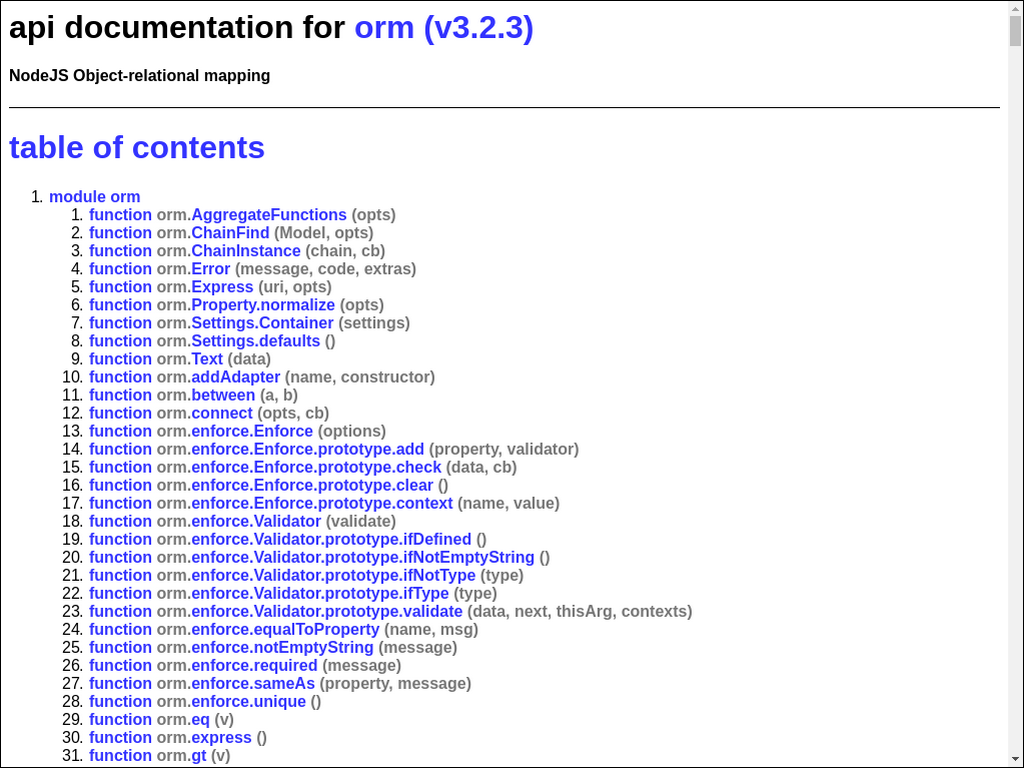 api documentation for orm (v3.2.3)
NodeJS Object-relational mapping
table of contents
1. module orm
1. function orm.AggregateFunctions (opts)
2. function orm.ChainFind (Model, opts)
3. function orm.ChainInstance (chain, cb)
4. function orm.Error (message, code, extras)
5. function orm.Express (uri, opts)
6. function orm.Property.normalize (opts)
7. function orm.Settings.Container (settings)
8. function orm.Settings.defaults ()
9. function orm.Text (data)
10. function orm.addAdapter (name, constructor)
11. function orm.between (a, b)
12. function orm.connect (opts, cb)
13. function orm.enforce.Enforce (options)
14. function orm.enforce.Enforce.prototype.add (property, validator)
15. function orm.enforce.Enforce.prototype.check (data, cb)
16. function orm.enforce.Enforce.prototype.clear ()
17. function orm.enforce.Enforce.prototype.context (name, value)
18. function orm.enforce.Validator (validate)
19. function orm.enforce.Validator.prototype.ifDefined ()
20. function orm.enforce.Validator.prototype.ifNotEmptyString ()
21. function orm.enforce.Validator.prototype.ifNotType (type)
22. function orm.enforce.Validator.prototype.ifType (type)
23. function orm.enforce.Validator.prototype.validate (data, next, thisArg, contexts)
24. function orm.enforce.equalToProperty (name, msg)
25. function orm.enforce.notEmptyString (message)
26. function orm.enforce.required (message)
27. function orm.enforce.sameAs (property, message)
28. function orm.enforce.unique ()
29. function orm.eq (v)
30. function orm.express ()
31. function orm.gt (v)